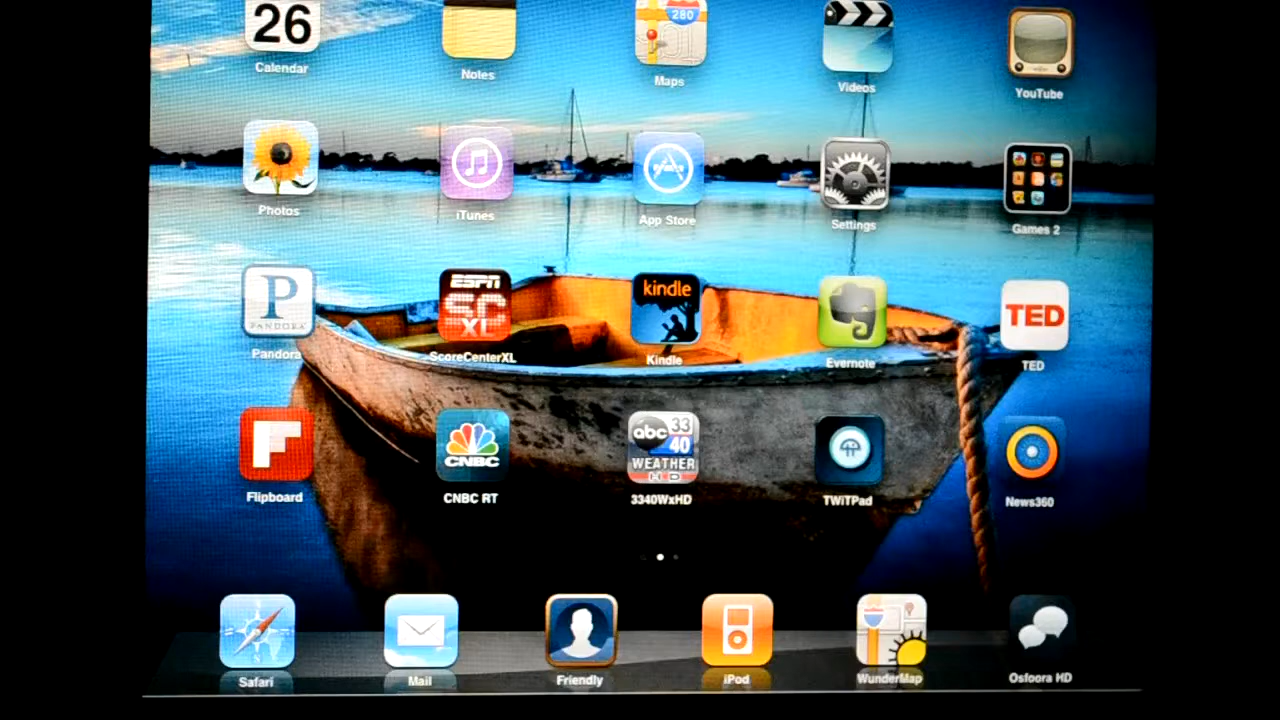 26
Calendar
Notes
280
Maps
Videos
YouTube
Photos
iTunes
App Store
Settings
Games 2
P
PANDORA
Pandora
ESPN
SC
XL
ScoreCenterXL
kindle
Kindle
Evernote
TED
TED
Flipboard
CNBC
CNBC RT
abc 33
40
WEATHER
HD
3340WxHD
TWiTPad
News360
Safari
Mail
Friendly
iPod
WunderMap
Osfoora HD